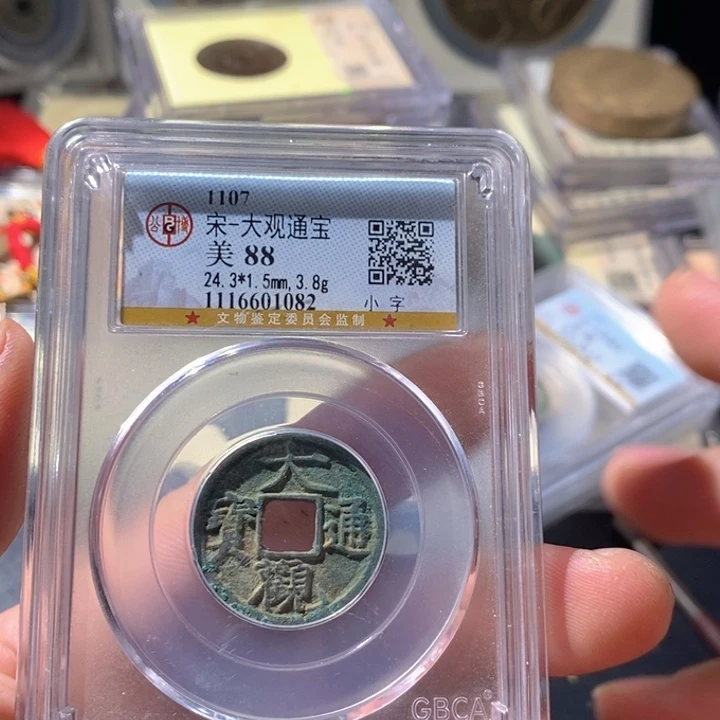 1107
宋-大观通宝
美 88
24.3*1.5mm, 3.8g
1116601082
小 字
★ 文物鉴定委员会监制 ★
大
通
觀
寶
GBCA®